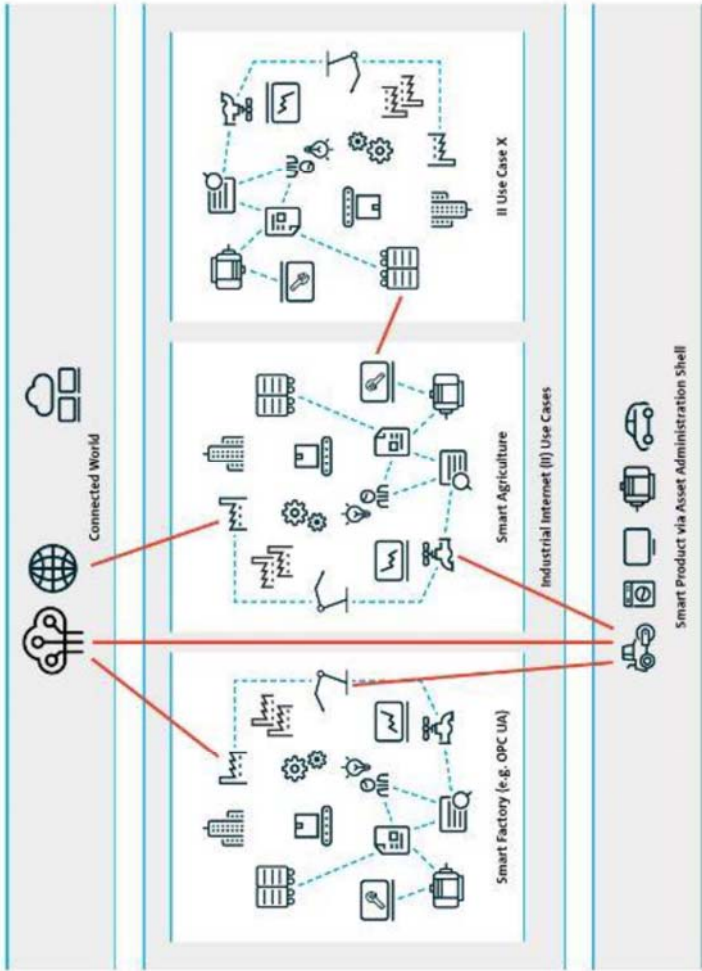 Connected World
Smart Factory (e.g. OPC UA)
Smart Agriculture
II Use Case X
Industrial Internet (II) Use Cases
Smart Product via Asset Administration Shell